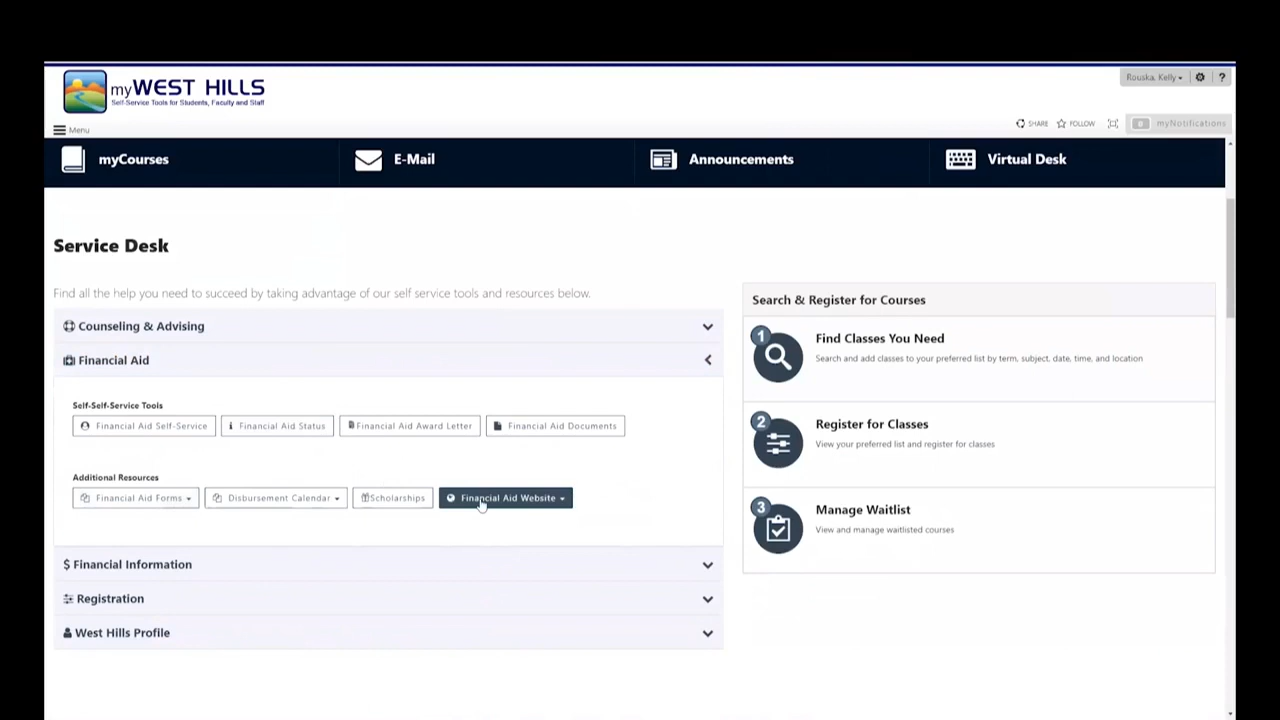 myWEST HILLS
Self-Service Tools for Students, Faculty and Staff
Rouska, Kelly
?
Menu
SHARE
FOLLOW
0
myNotifications
myCourses
E-Mail
Announcements
Virtual Desk
Service Desk
Find all the help you need to succeed by taking advantage of our self service tools and resources below.
Counseling & Advising
Financial Aid
Self-Self-Service Tools
Financial Aid Self-Service
Financial Aid Status
Financial Aid Award Letter
Financial Aid Documents
Additional Resources
Financial Aid Forms
Disbursement Calendar
Scholarships
Financial Aid Website
$ Financial Information
Registration
West Hills Profile
Search & Register for Courses
1
Find Classes You Need
Search and add classes to your preferred list by term, subject, date, time, and location
2
Register for Classes
View your preferred list and register for classes
3
Manage Waitlist
View and manage waitlisted courses